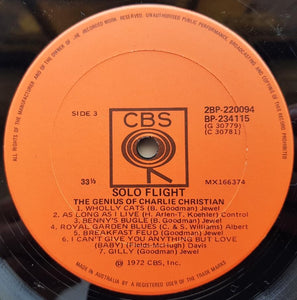 ALL RIGHTS OF THE MANUFACTURER AND OF THE OWNER OF THE RECORDED WORK RESERVED. UNAUTHORISED PUBLIC PERFORMANCE BROADCASTING AND COPYING OF THIS RECORD PROHIBITED
SIDE 3
CBS
2BP-220094
BP-234115
(G 30779)
(C 30781)
33⅓
MX166374
SOLO FLIGHT
THE GENIUS OF CHARLIE CHRISTIAN
1. WHOLLY CATS (B. Goodman) Jewel
2. AS LONG AS I LIVE (H. Arlen-T. Koehler) Control
3. BENNY'S BUGLE (B. Goodman) Jewel
4. ROYAL GARDEN BLUES (C. & S. Williams) Albert
5. BREAKFAST FEUD (B. Goodman) Jewel
6. I CAN'T GIVE YOU ANYTHING BUT LOVE
(BABY) (Fields-McHugh) Davis
7. GILLY (Goodman) Jewel
℗ 1972 CBS, Inc.
MADE IN AUSTRALIA BY A REGISTERED USER OF THE TRADE MARKS